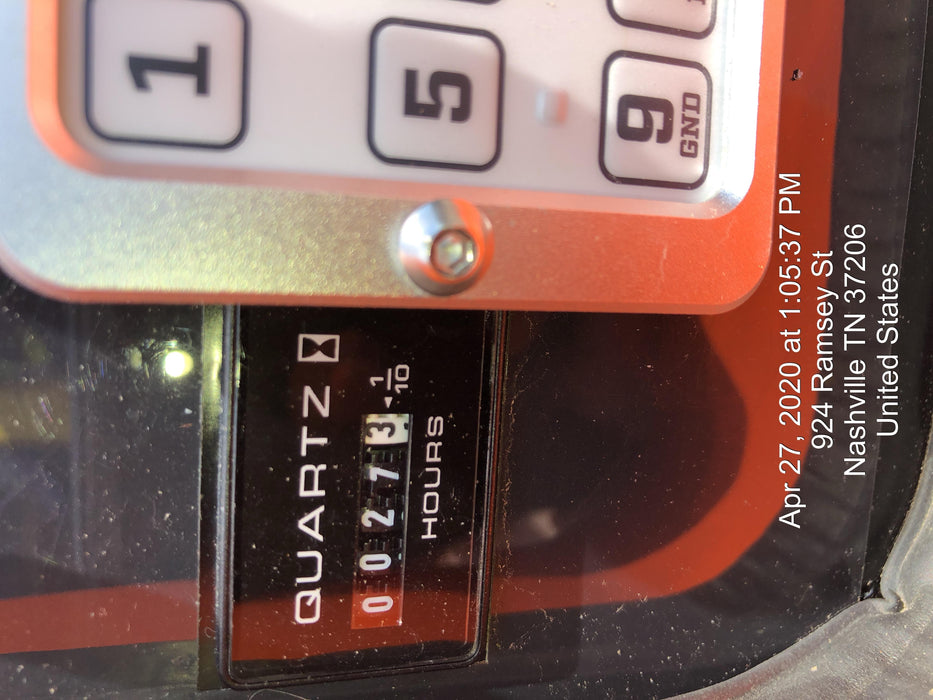 1
5
9
GND
QUARTZ
00273 1/10
HOURS
Apr 27, 2020 at 1:05:37 PM
924 Ramsey St
Nashville TN 37206
United States